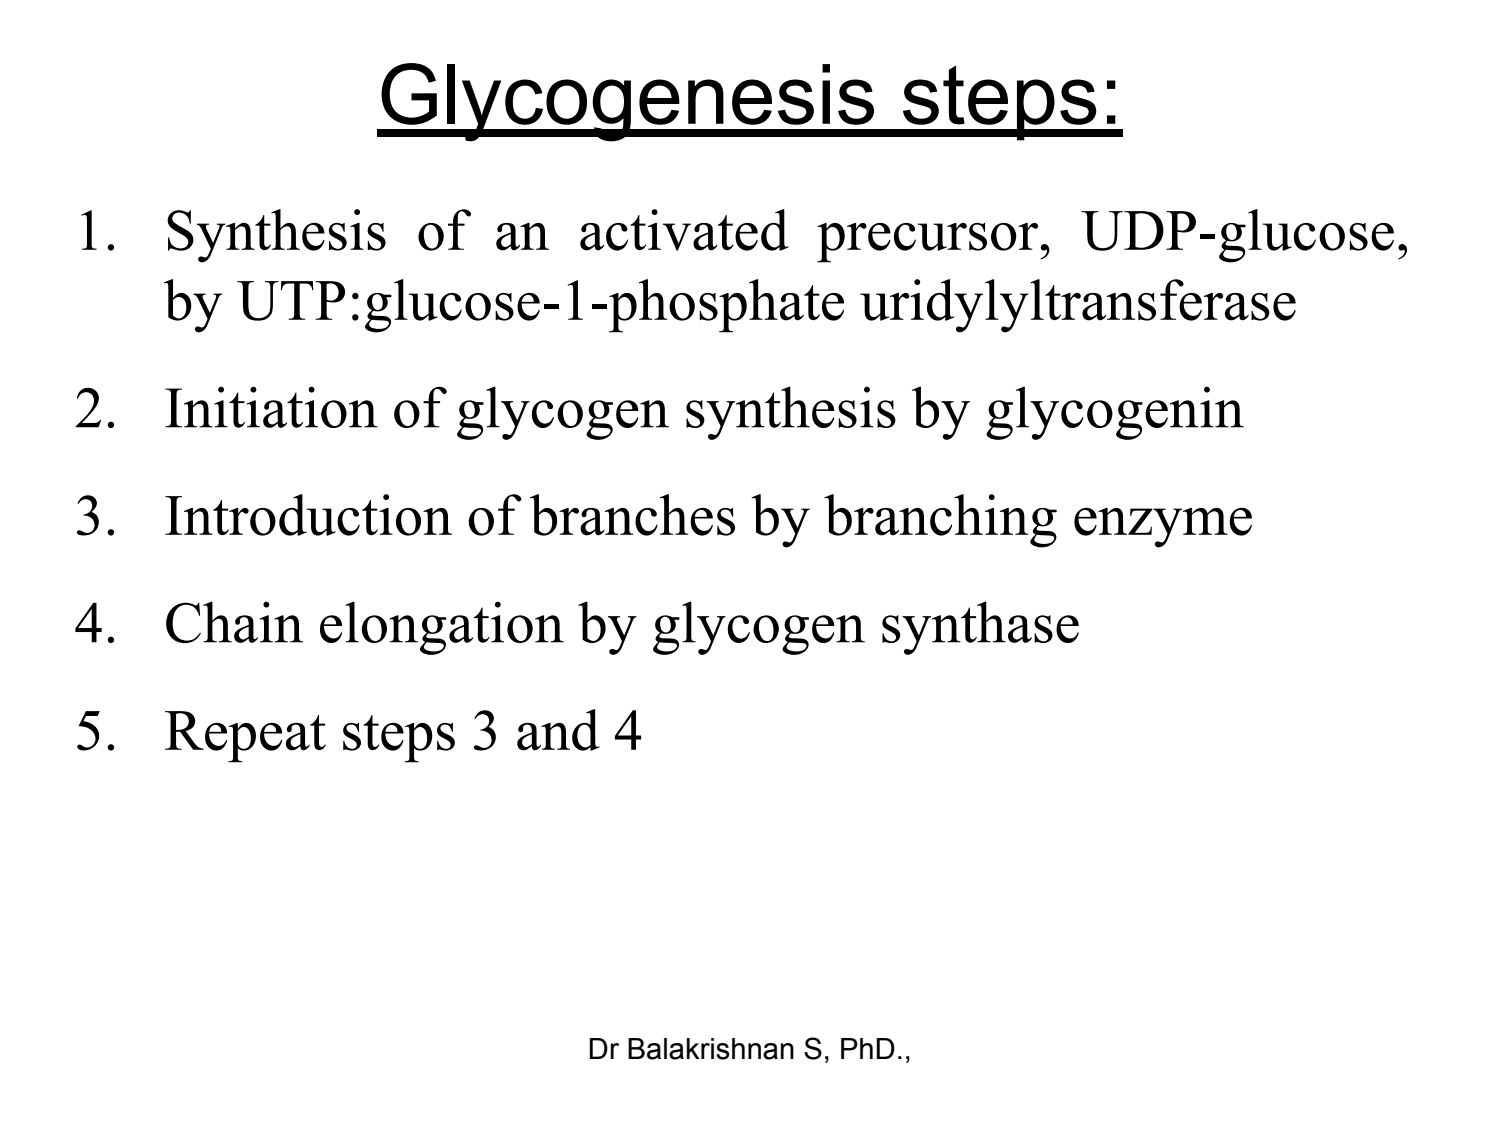 Glycogenesis steps:
1. Synthesis of an activated precursor, UDP-glucose,
by UTP:glucose-1-phosphate uridylyltransferase
2. Initiation of glycogen synthesis by glycogenin
3. Introduction of branches by branching enzyme
4. Chain elongation by glycogen synthase
5. Repeat steps 3 and 4
Dr Balakrishnan S, PhD.,